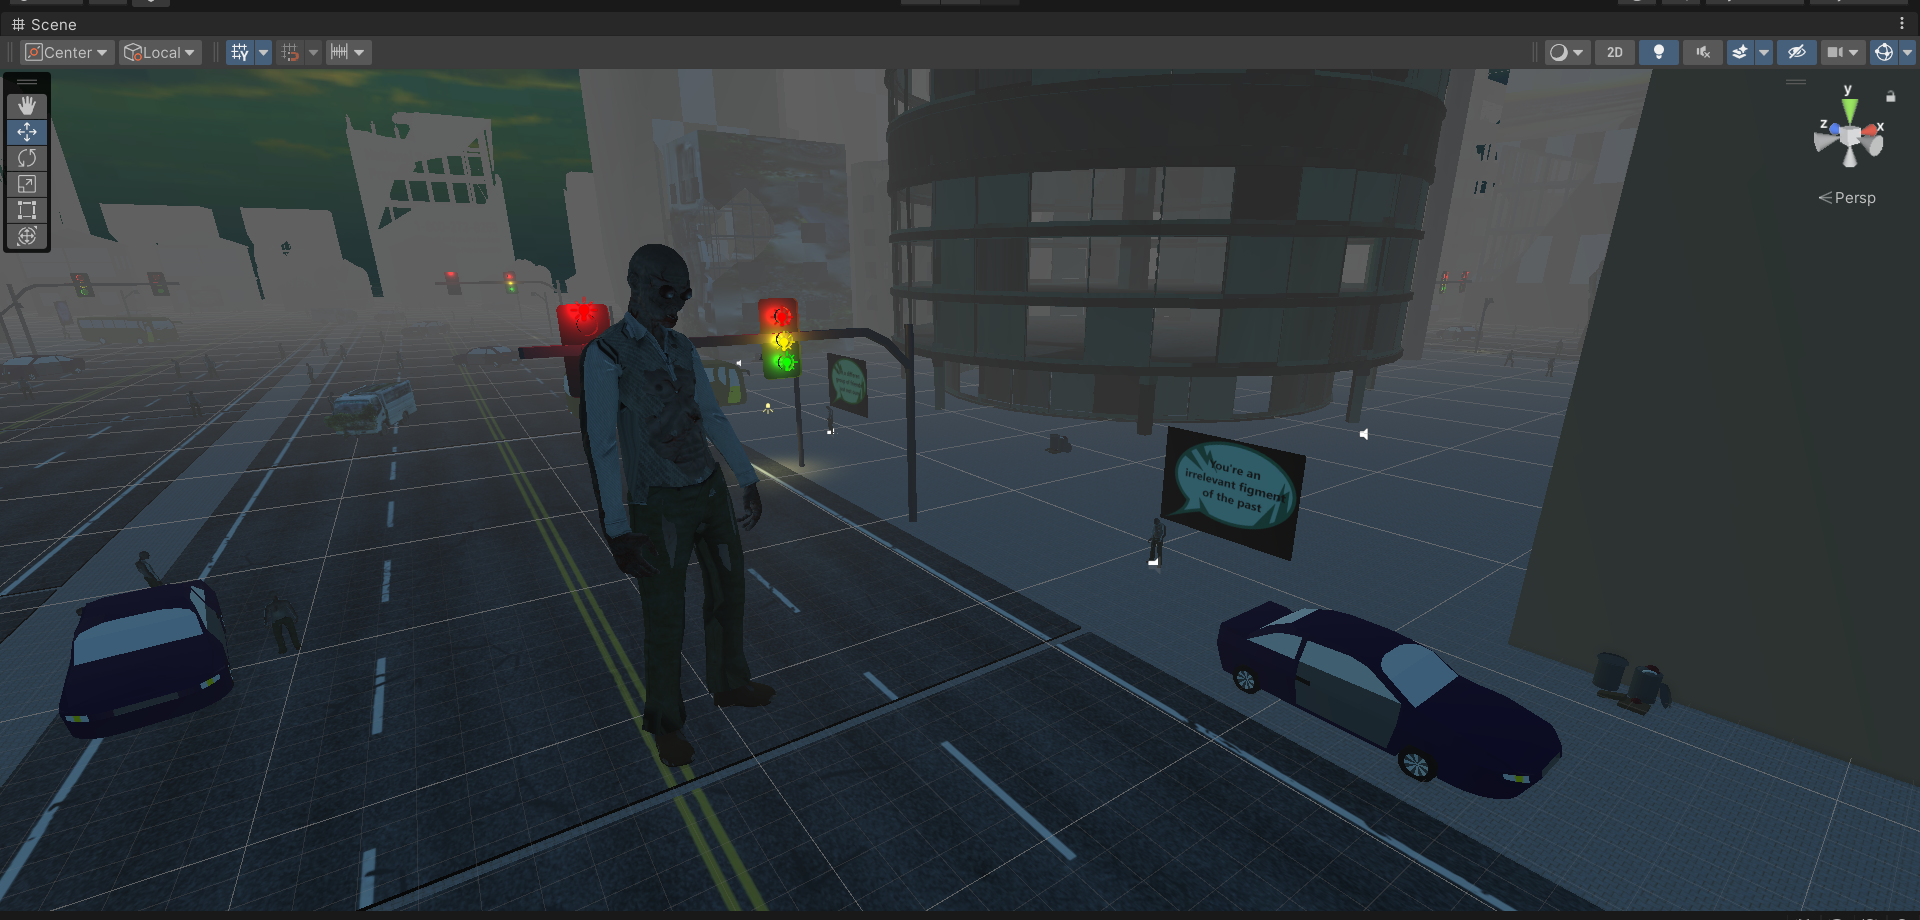 Scene
Center
Local
2D
y
z
x
Persp
You're an
irrelevant figment
of the past